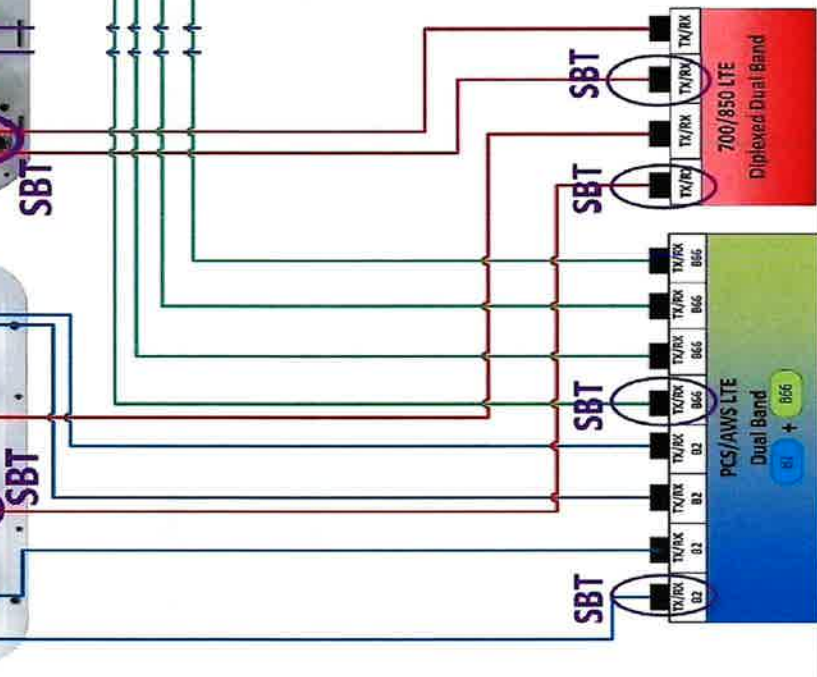 SBT
SBT
SBT
SBT
SBT
SBT
TX/RX
TX/RX
TX/RX
TX/RX
700/850 LTE
Diplexed Dual Band
TX/RX
B66
TX/RX
B66
TX/RX
B66
TX/RX
B66
TX/RX
B2
TX/RX
B2
TX/RX
B2
TX/RX
B2
PCS/AWS LTE
Dual Band
B2 + B66